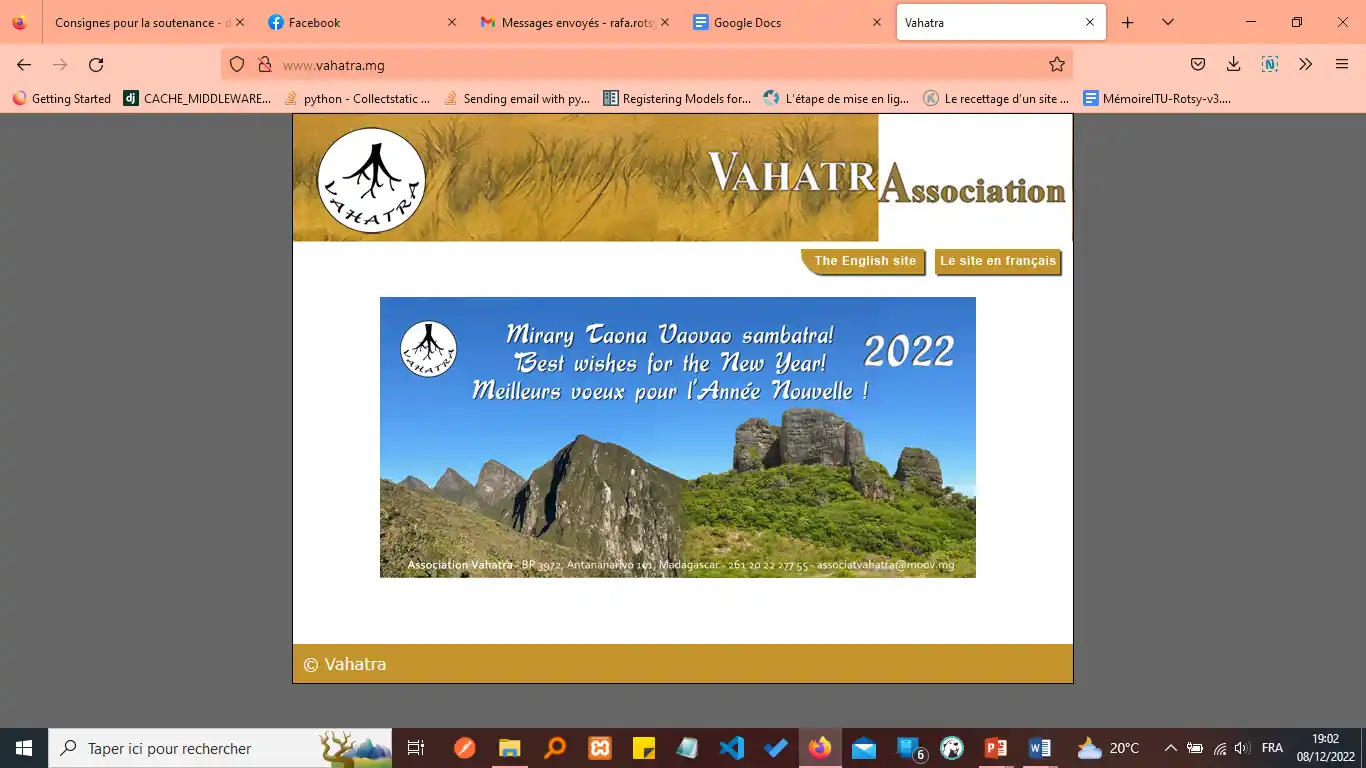 Consignes pour la soutenance - d
Facebook
Messages envoyés - rafa.rotsy
Google Docs
Vahatra
www.vahatra.mg
Getting Started
CACHE_MIDDLEWARE...
python - Collectstatic ...
Sending email with py...
Registering Models for...
L'étape de mise en lig...
Le recettage d'un site ...
MémoireITU-Rotsy-v3....
VAHATRA
VAHATRA Association
The English site
Le site en français
VAHATRA
Mirary Taona Vaovao sambatra!
2022
Best wishes for the New Year!
Meilleurs voeux pour l'Année Nouvelle !
Association Vahatra - BP 3972, Antananarivo 101, Madagascar - 261 20 22 277 55 - associatvahatra@moov.mg
© Vahatra
Taper ici pour rechercher
6
20°C
FRA
19:02
08/12/2022